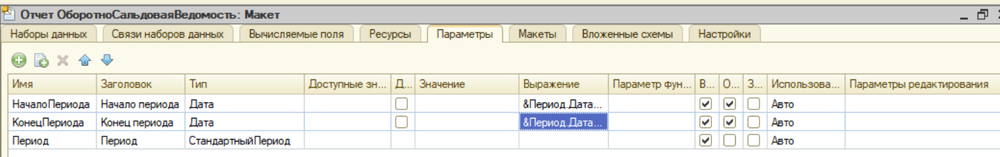 Отчет ОборотноСальдоваяВедомость: Макет
Наборы данных Связи наборов данных Вычисляемые поля Ресурсы Параметры Макеты Вложенные схемы Настройки
Имя Заголовок Тип Доступные зн... Д... Значение Выражение Параметр фун... В... О... З... Использова... Параметры редактирования
НачалоПериода Начало периода Дата &Период.Дата... Авто
КонецПериода Конец периода Дата &Период.Дата... Авто
Период Период СтандартныйПериод Авто